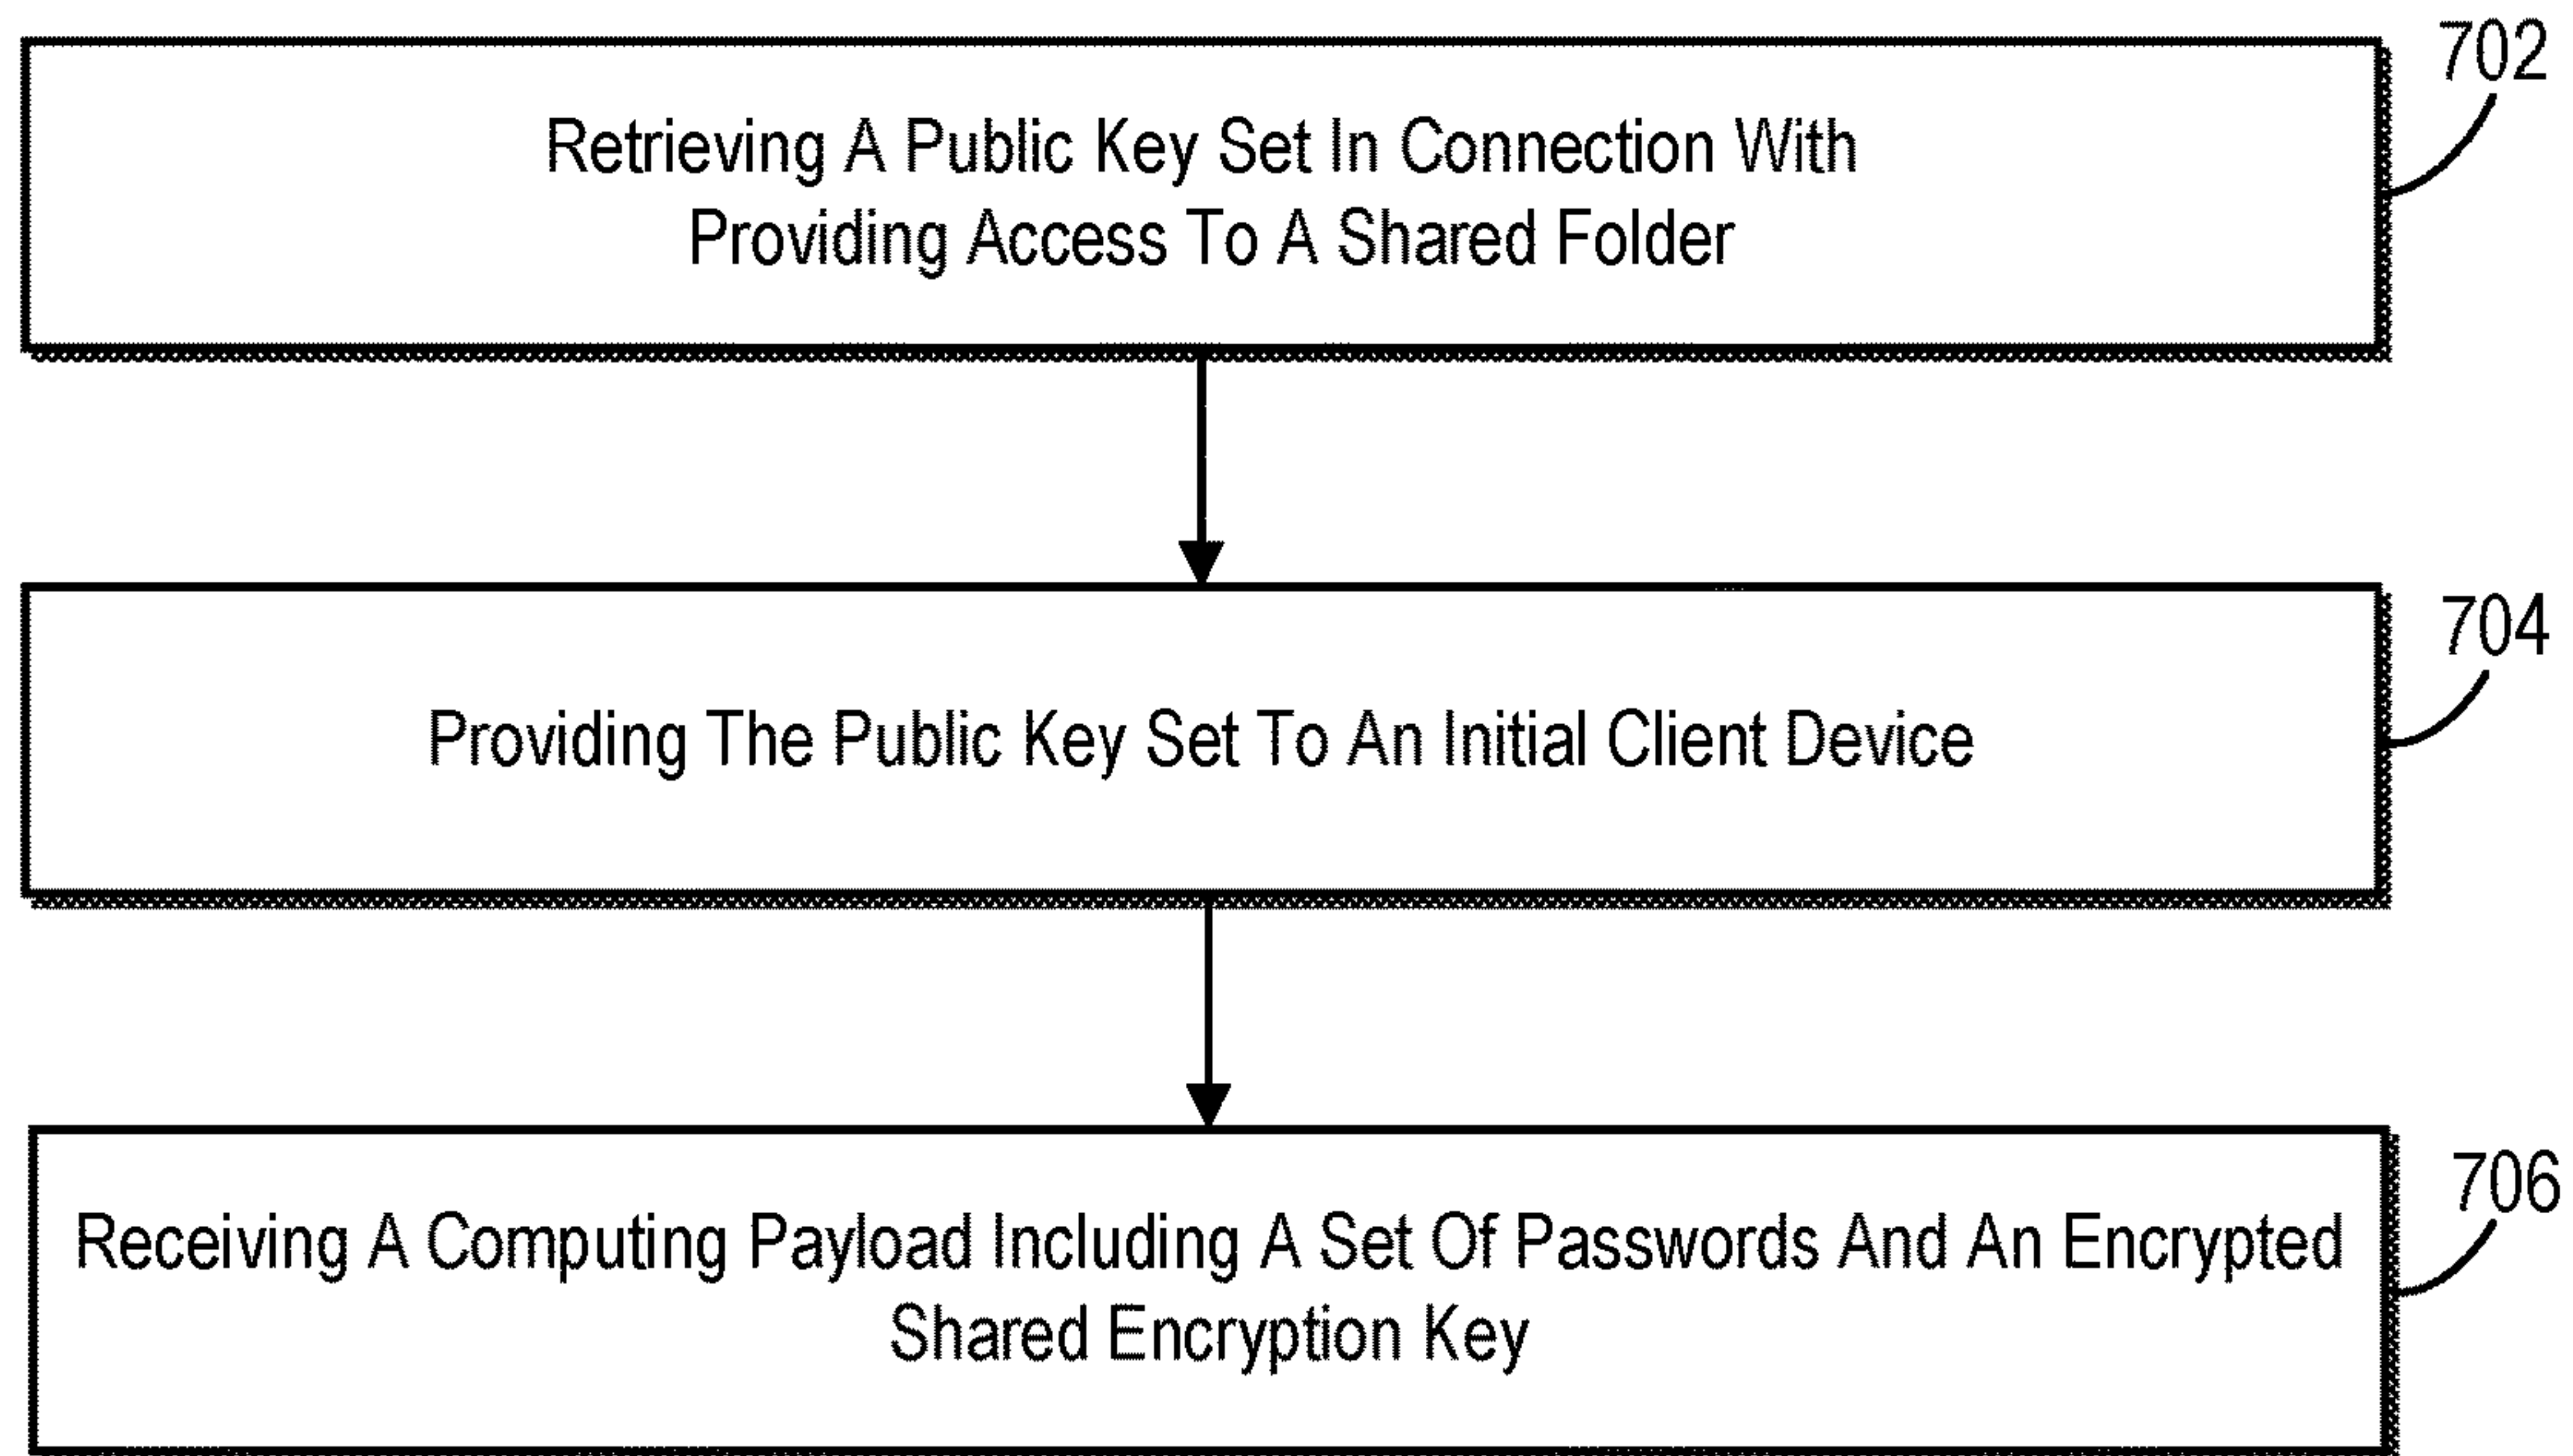 702
Retrieving A Public Key Set In Connection With
Providing Access To A Shared Folder
704
Providing The Public Key Set To An Initial Client Device
706
Receiving A Computing Payload Including A Set Of Passwords And An Encrypted
Shared Encryption Key